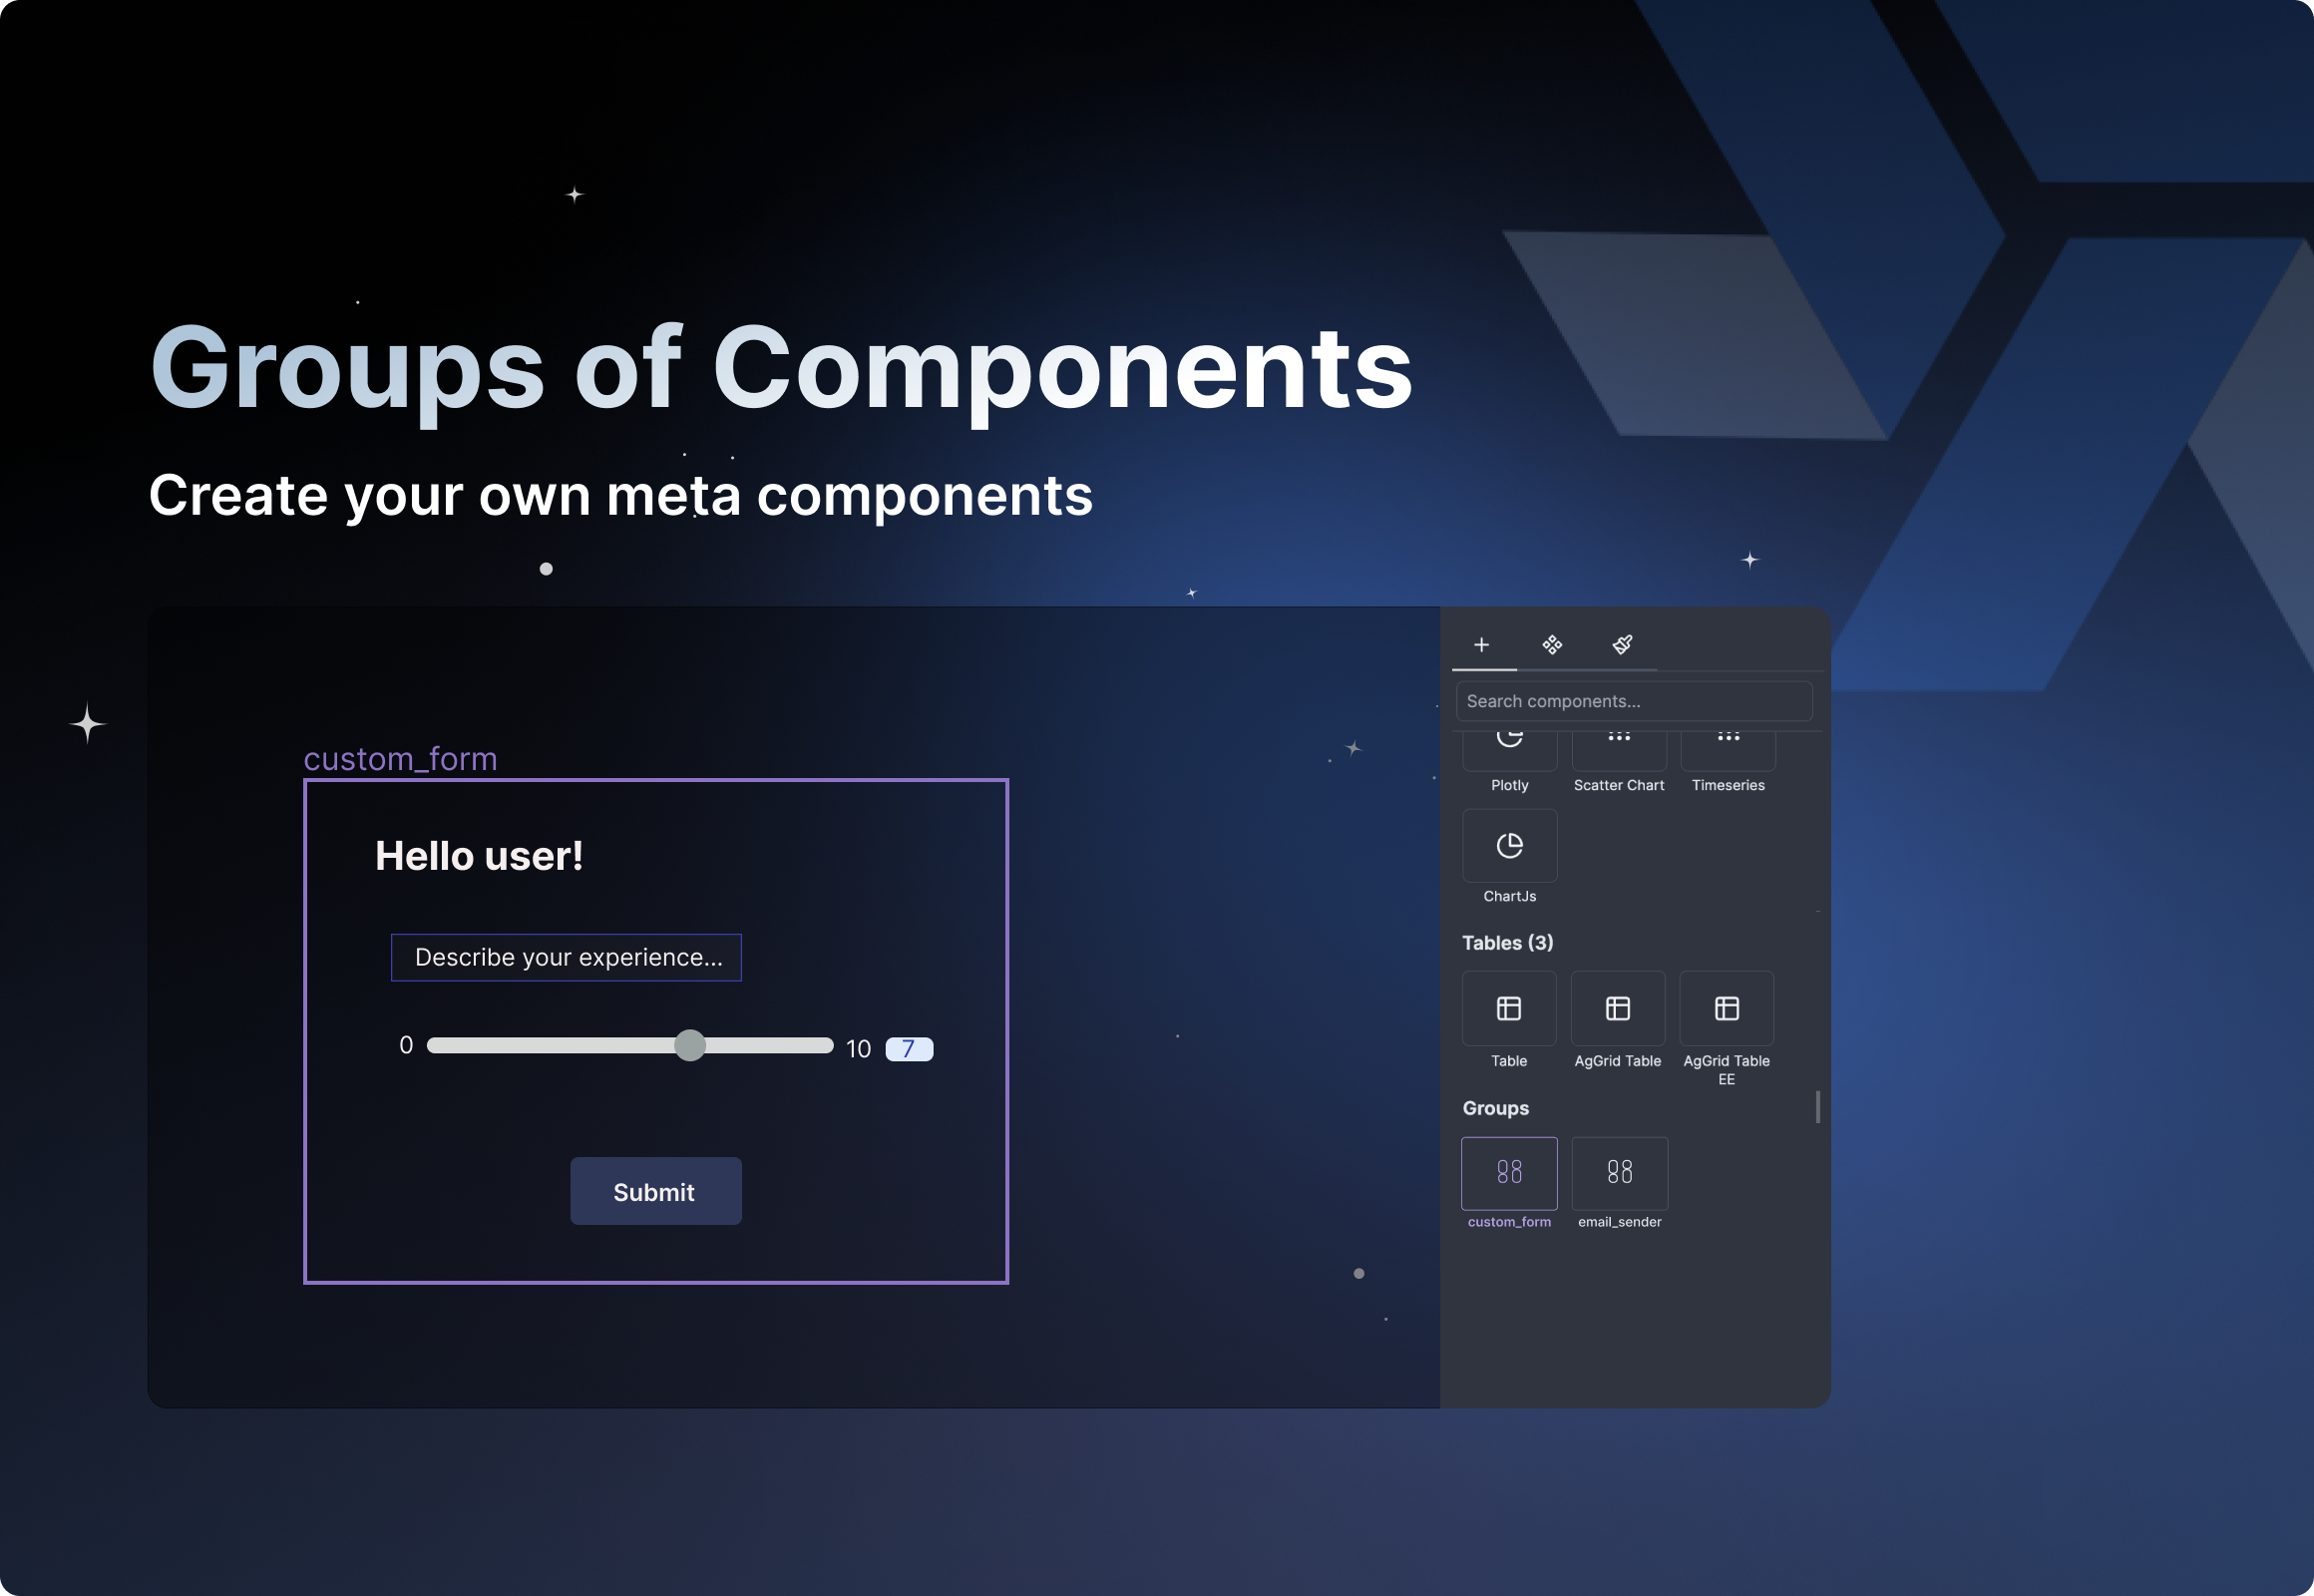 Groups of Components
Create your own meta components
custom_form
Hello user!
Describe your experience...
0
10
7
Submit
Search components...
Plotly
Scatter Chart
Timeseries
ChartJs
Tables (3)
Table
AgGrid Table
AgGrid Table
EE
Groups
custom_form
email_sender